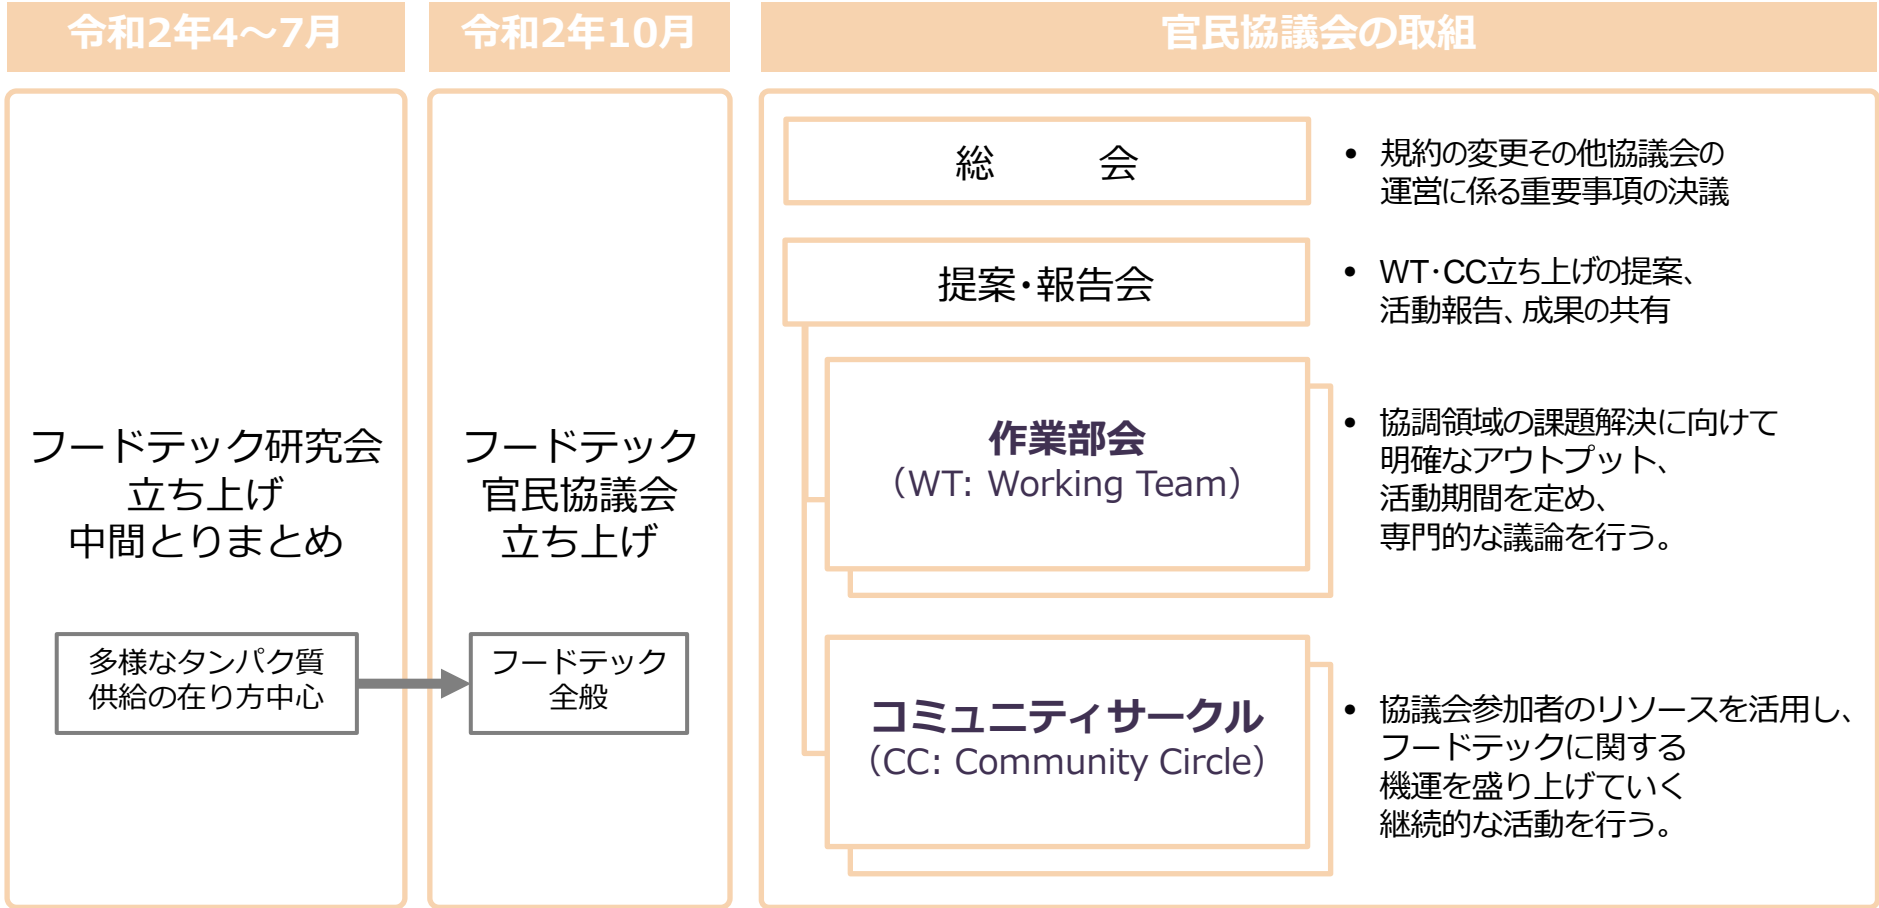 令和2年4～7月
令和2年10月
官民協議会の取組
フードテック研究会
立ち上げ
中間とりまとめ
多様なタンパク質
供給の在り方中心
フードテック
官民協議会
立ち上げ
フードテック
全般
総　　会
• 規約の変更その他協議会の
運営に係る重要事項の決議
提案・報告会
• WT・CC立ち上げの提案、
活動報告、成果の共有
作業部会
（WT: Working Team）
• 協調領域の課題解決に向けて
明確なアウトプット、
活動期間を定め、
専門的な議論を行う。
コミュニティサークル
（CC: Community Circle）
• 協議会参加者のリソースを活用し、
フードテックに関する
機運を盛り上げていく
継続的な活動を行う。